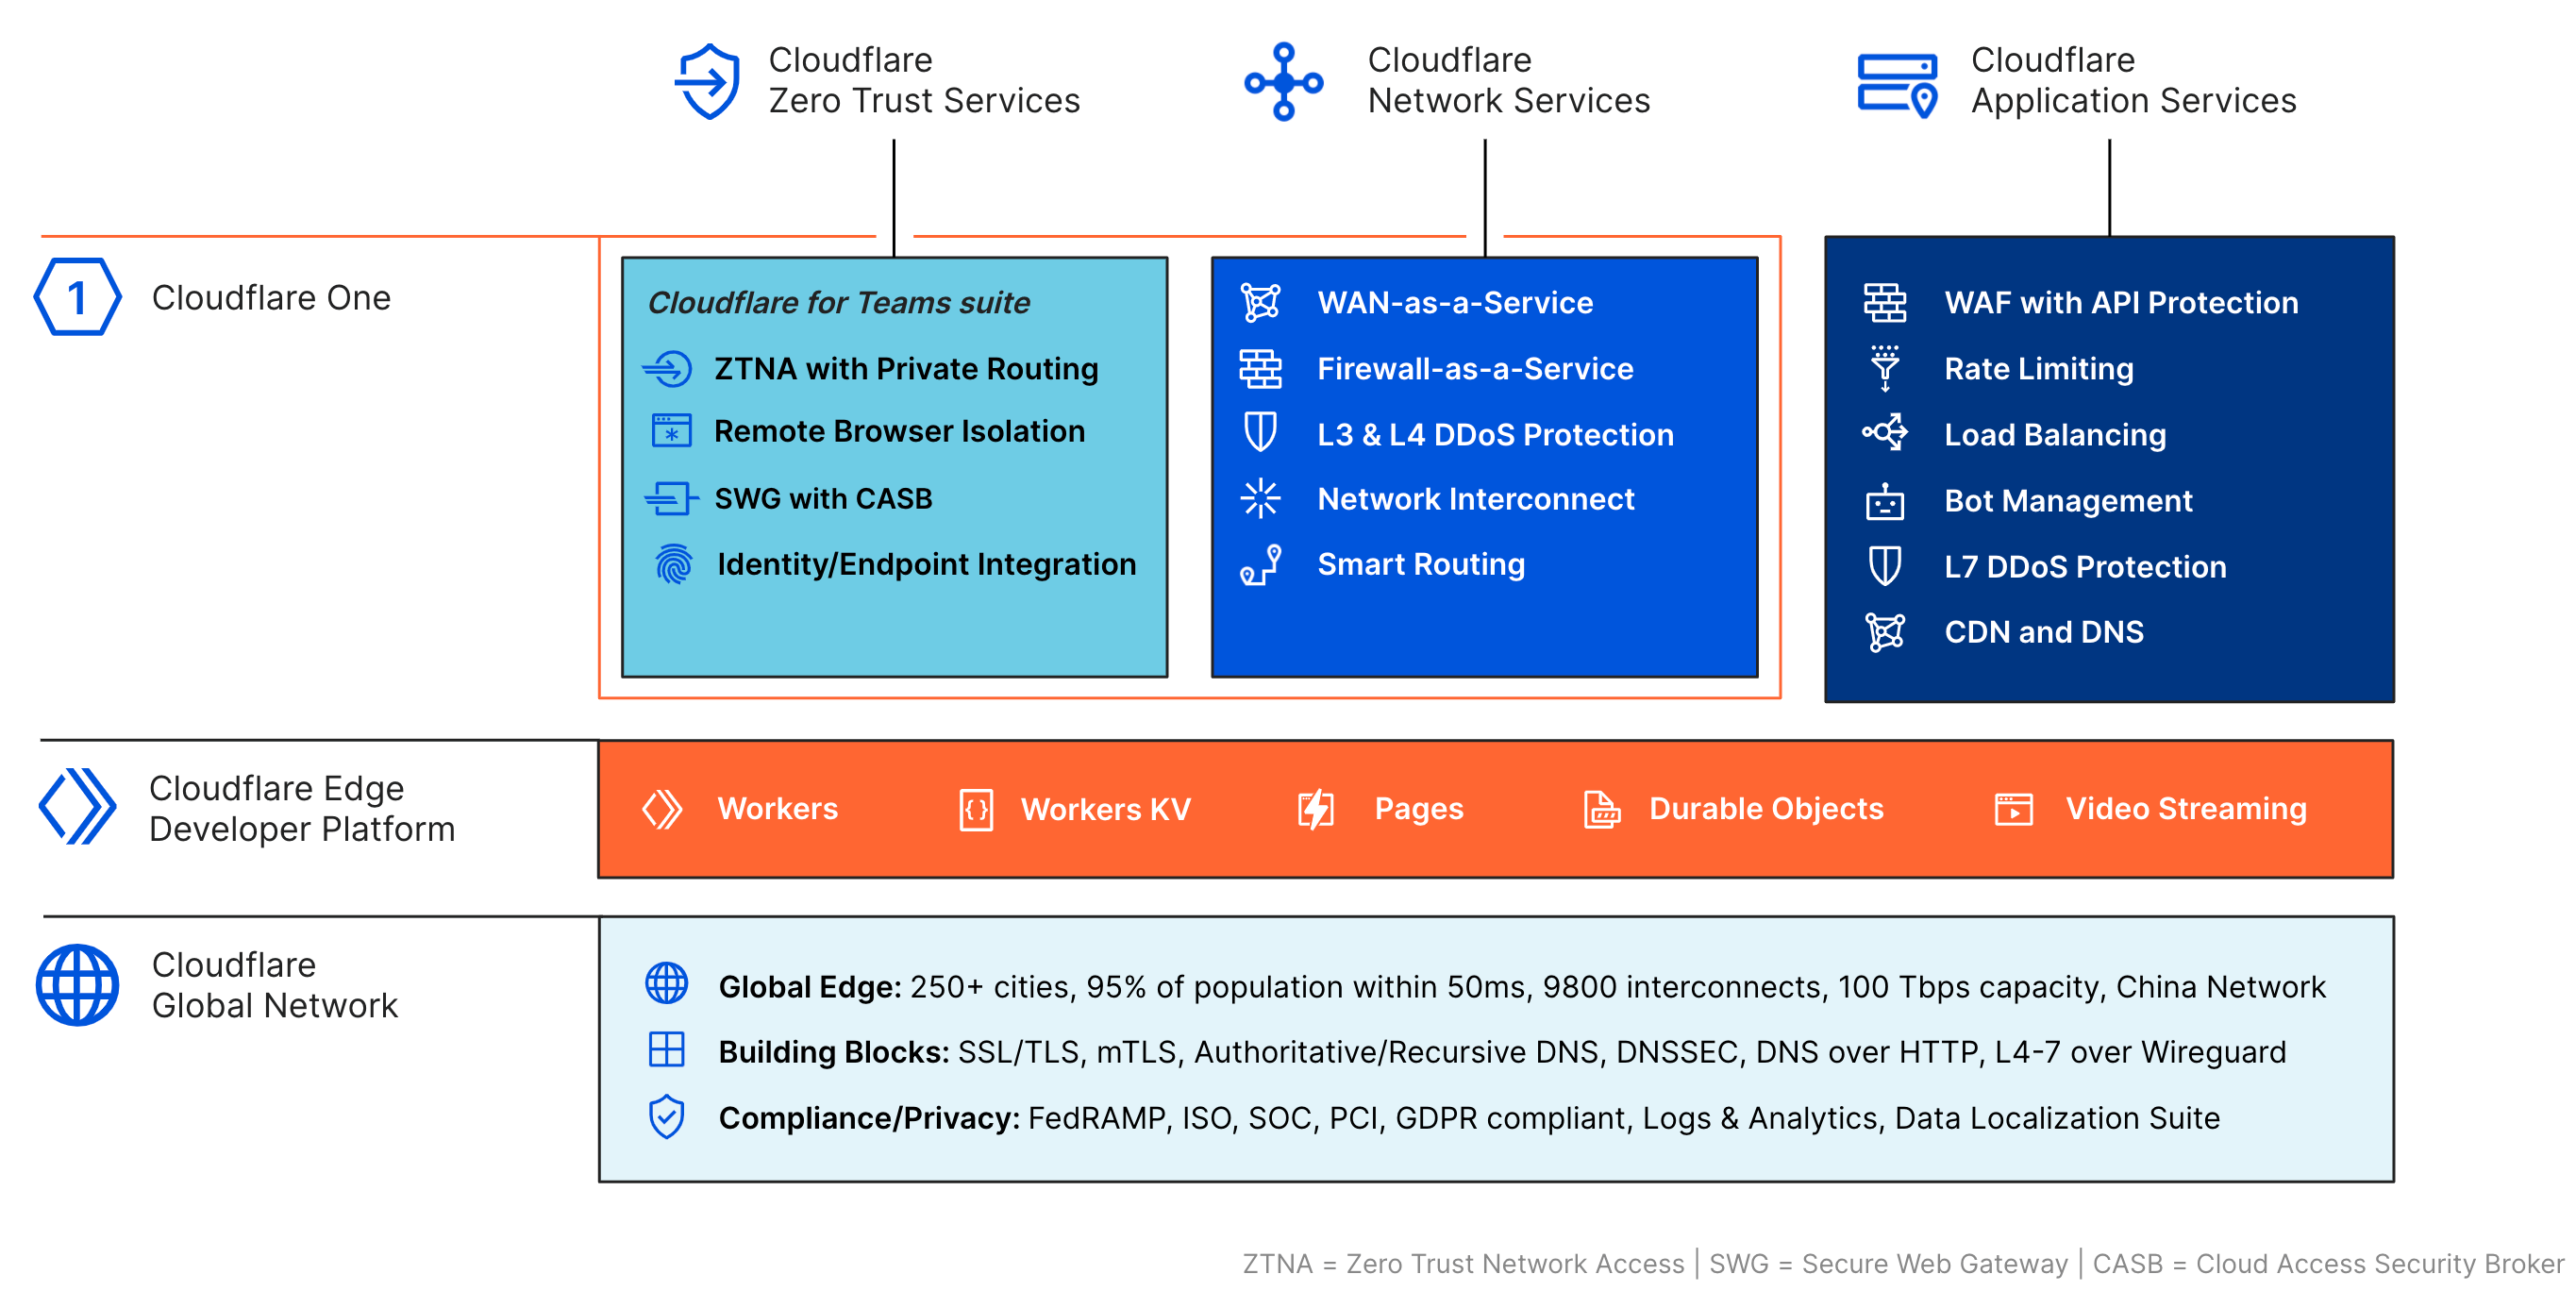 Cloudflare
Zero Trust Services
Cloudflare
Network Services
Cloudflare
Application Services
1
Cloudflare One
Cloudflare for Teams suite
ZTNA with Private Routing
Remote Browser Isolation
SWG with CASB
Identity/Endpoint Integration
WAN-as-a-Service
Firewall-as-a-Service
L3 & L4 DDoS Protection
Network Interconnect
Smart Routing
WAF with API Protection
Rate Limiting
Load Balancing
Bot Management
L7 DDoS Protection
CDN and DNS
Cloudflare Edge
Developer Platform
Workers
Workers KV
Pages
Durable Objects
Video Streaming
Cloudflare
Global Network
Global Edge: 250+ cities, 95% of population within 50ms, 9800 interconnects, 100 Tbps capacity, China Network
Building Blocks: SSL/TLS, mTLS, Authoritative/Recursive DNS, DNSSEC, DNS over HTTP, L4-7 over Wireguard
Compliance/Privacy: FedRAMP, ISO, SOC, PCI, GDPR compliant, Logs & Analytics, Data Localization Suite
ZTNA = Zero Trust Network Access | SWG = Secure Web Gateway | CASB = Cloud Access Security Broker